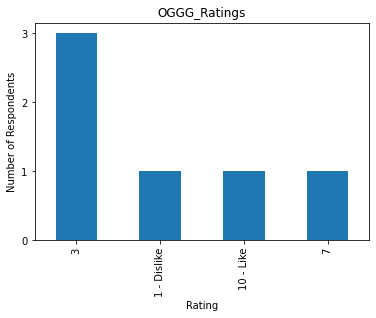 OGGG_Ratings
Number of Respondents
3
2
1
0
3
1 - Dislike
10 - Like
7
Rating